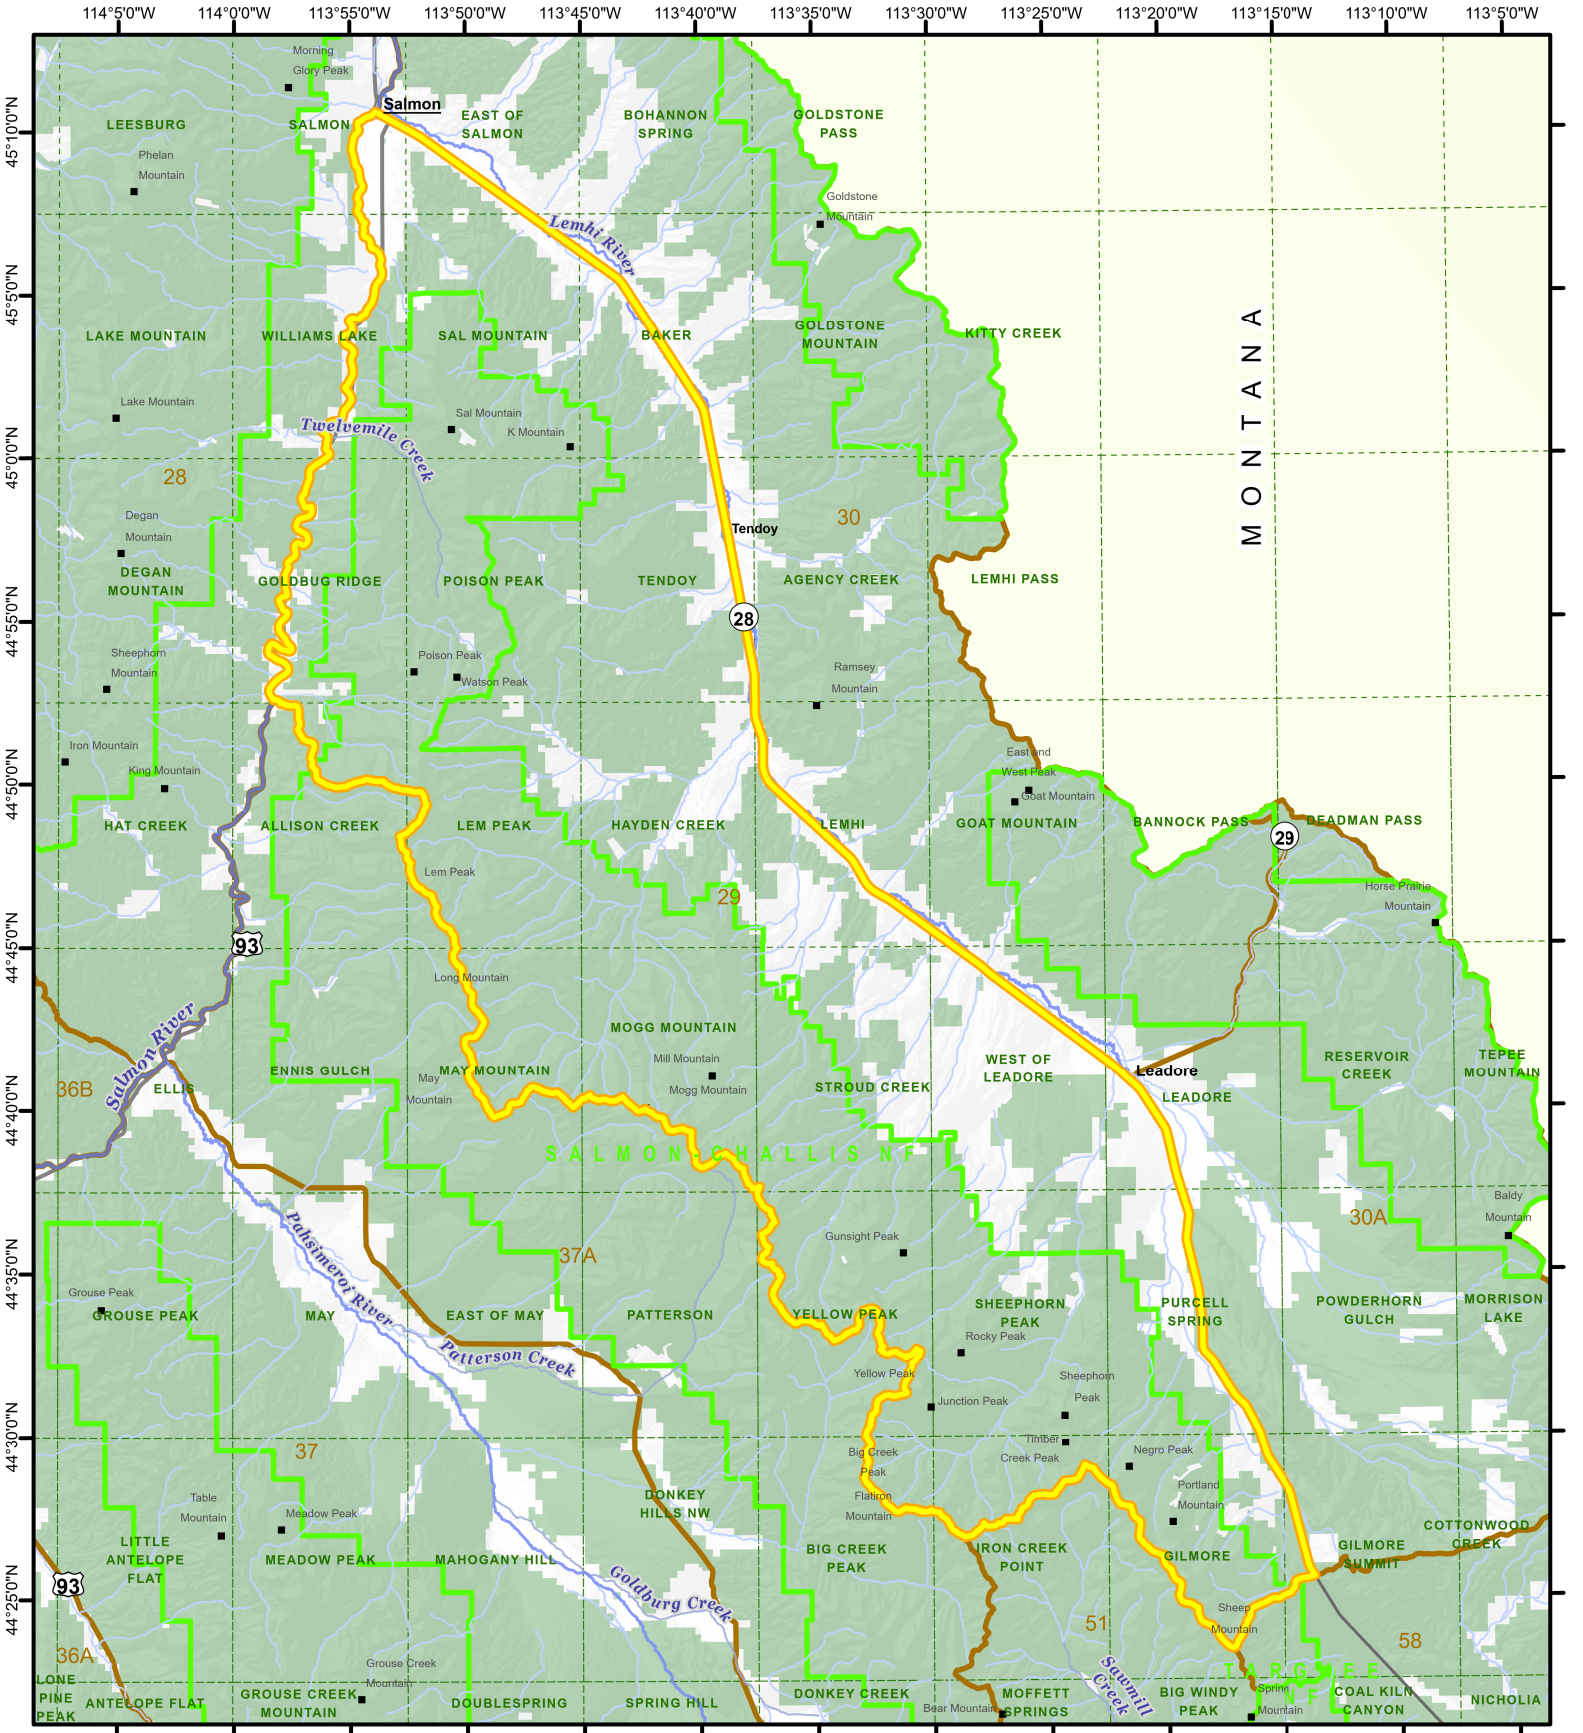 114°5'0"W
114°0'0"W
113°55'0"W
113°50'0"W
113°45'0"W
113°40'0"W
113°35'0"W
113°30'0"W
113°25'0"W
113°20'0"W
113°15'0"W
113°10'0"W
113°5'0"W
45°10'0"N
45°5'0"N
45°0'0"N
44°55'0"N
44°50'0"N
44°45'0"N
44°40'0"N
44°35'0"N
44°30'0"N
44°25'0"N
Morning
Glory Peak
Salmon
LEESBURG
SALMON
EAST OF
SALMON
BOHANNON
SPRING
GOLDSTONE
PASS
Phelan
Mountain
Goldstone
Mountain
Lemhi River
MONTANA
LAKE MOUNTAIN
WILLIAMS LAKE
SAL MOUNTAIN
BAKER
GOLDSTONE
MOUNTAIN
KITTY CREEK
Lake Mountain
Sal Mountain
K Mountain
Twelvemile Creek
28
30
Degan
Mountain
Tendoy
DEGAN
MOUNTAIN
GOLDBUG RIDGE
POISON PEAK
TENDOY
AGENCY CREEK
LEMHI PASS
28
Sheephorn
Mountain
Poison Peak
Watson Peak
Ramsey
Mountain
Iron Mountain
King Mountain
East and
West Peak
Goat Mountain
HAT CREEK
ALLISON CREEK
LEM PEAK
HAYDEN CREEK
LEMHI
GOAT MOUNTAIN
BANNOCK PASS
DEADMAN PASS
29
Lem Peak
29
Horse Prairie
Mountain
93
Long Mountain
Salmon River
MOGG MOUNTAIN
36B
ELLIS
ENNIS GULCH
MAY MOUNTAIN
May
Mountain
Mill Mountain
Mogg Mountain
STROUD CREEK
WEST OF
LEADORE
Leadore
LEADORE
RESERVOIR
CREEK
TEPEE
MOUNTAIN
SALMON-CHALLIS NF
Baldy
Mountain
30A
Pahsimeroi River
37A
Gunsight Peak
Grouse Peak
GROUSE PEAK
MAY
EAST OF MAY
PATTERSON
YELLOW PEAK
SHEEPHORN
PEAK
PURCELL
SPRING
POWDERHORN
GULCH
MORRISON
LAKE
Patterson Creek
Rocky Peak
Yellow Peak
Sheephorn
Peak
Junction Peak
37
Big Creek
Peak
Timber
Creek Peak
Negro Peak
Table
Mountain
Meadow Peak
DONKEY
HILLS NW
Flatiron
Mountain
Portland
Mountain
LITTLE
ANTELOPE
FLAT
MEADOW PEAK
MAHOGANY HILL
BIG CREEK
PEAK
IRON CREEK
POINT
GILMORE
GILMORE
SUMMIT
COTTONWOOD
CREEK
93
Goldburg Creek
Sheep
Mountain
51
58
36A
Grouse Creek
Mountain
Sawmill
Creek
TARGHEE
NF
LONE
PINE
PEAK
ANTELOPE FLAT
GROUSE CREEK
MOUNTAIN
DOUBLESPRING
SPRING HILL
DONKEY CREEK
Bear Mountain
MOFFETT
SPRINGS
BIG WINDY
PEAK
Spring
Mountain
COAL KILN
CANYON
NICHOLIA